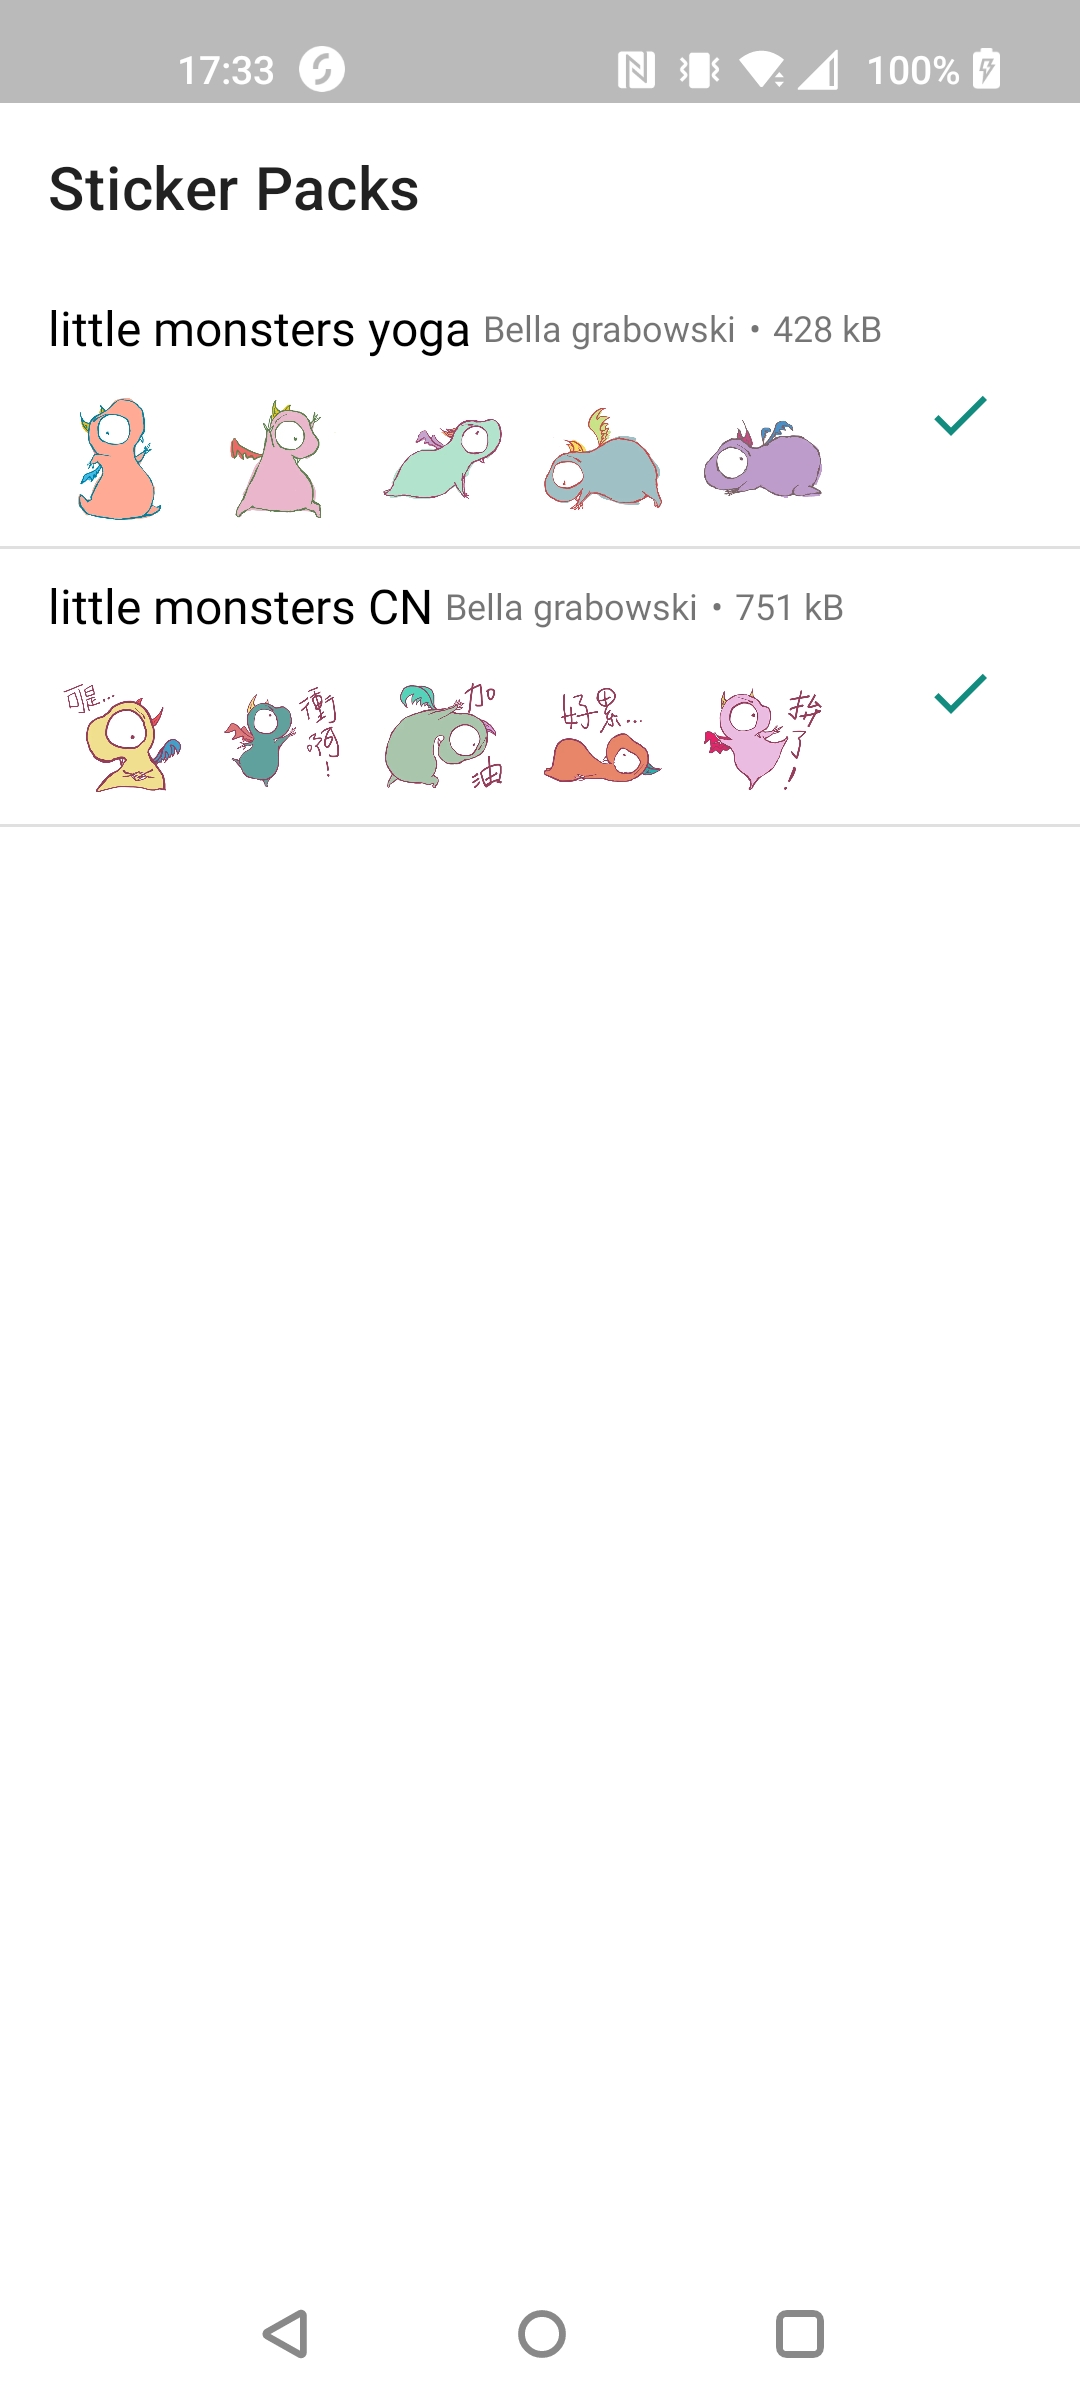 17:33
100%
Sticker Packs
little monsters yoga Bella grabowski • 428 kB
little monsters CN Bella grabowski • 751 kB
可是...
衝啊!
加油
好累...
拚了!